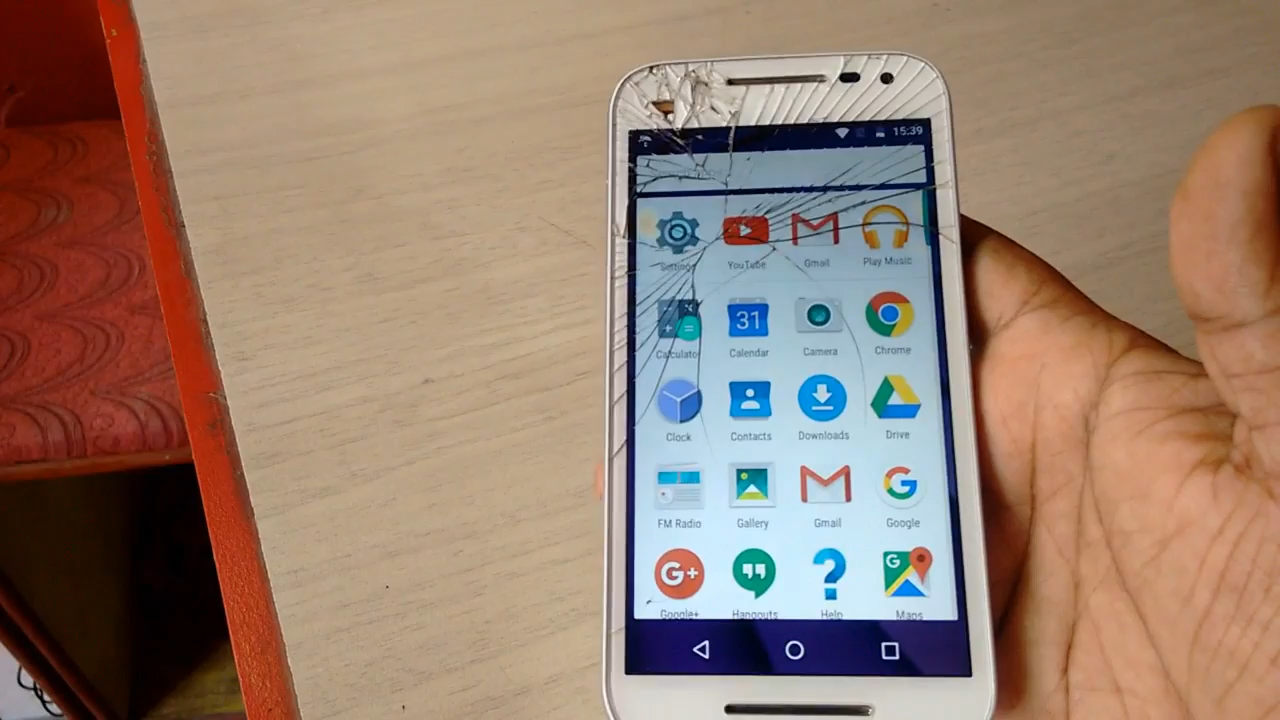 15:39
Settings YouTube Gmail Play Music
31
Calculator Calendar Camera Chrome
Clock Contacts Downloads Drive
G
FM Radio Gallery Gmail Google
G+ G
Google+ Hangouts Help Maps